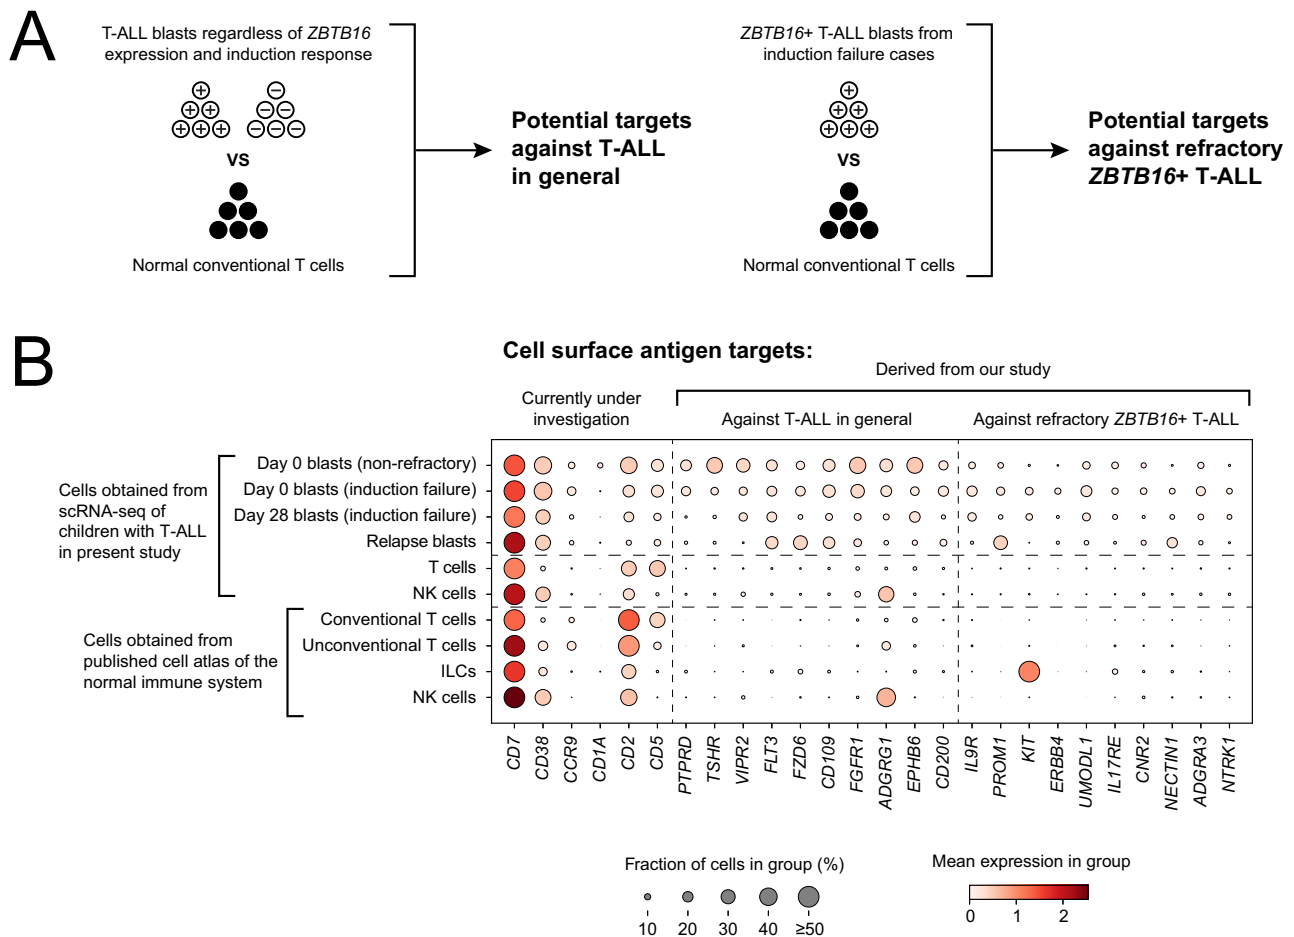 A
T-ALL blasts regardless of ZBTB16
expression and induction response
vs
Normal conventional T cells
Potential targets
against T-ALL
in general
ZBTB16+ T-ALL blasts from
induction failure cases
vs
Normal conventional T cells
Potential targets
against refractory
ZBTB16+ T-ALL
B
Cell surface antigen targets:
Derived from our study
Currently under
investigation
Against T-ALL in general
Against refractory ZBTB16+ T-ALL
Cells obtained from
scRNA-seq of
children with T-ALL
in present study
Day 0 blasts (non-refractory)
Day 0 blasts (induction failure)
Day 28 blasts (induction failure)
Relapse blasts
T cells
NK cells
Cells obtained from
published cell atlas of the
normal immune system
Conventional T cells
Unconventional T cells
ILCs
NK cells
CD7
CD38
CCR9
CD1A
CD2
CD5
PTPRD
TSHR
VIPR2
FLT3
FZD6
CD109
FGFR1
ADGRG1
EPHB6
CD200
IL9R
PROM1
KIT
ERBB4
UMODL1
IL17RE
CNR2
NECTIN1
ADGRA3
NTRK1
Fraction of cells in group (%)
10 20 30 40 ≥50
Mean expression in group
0 1 2